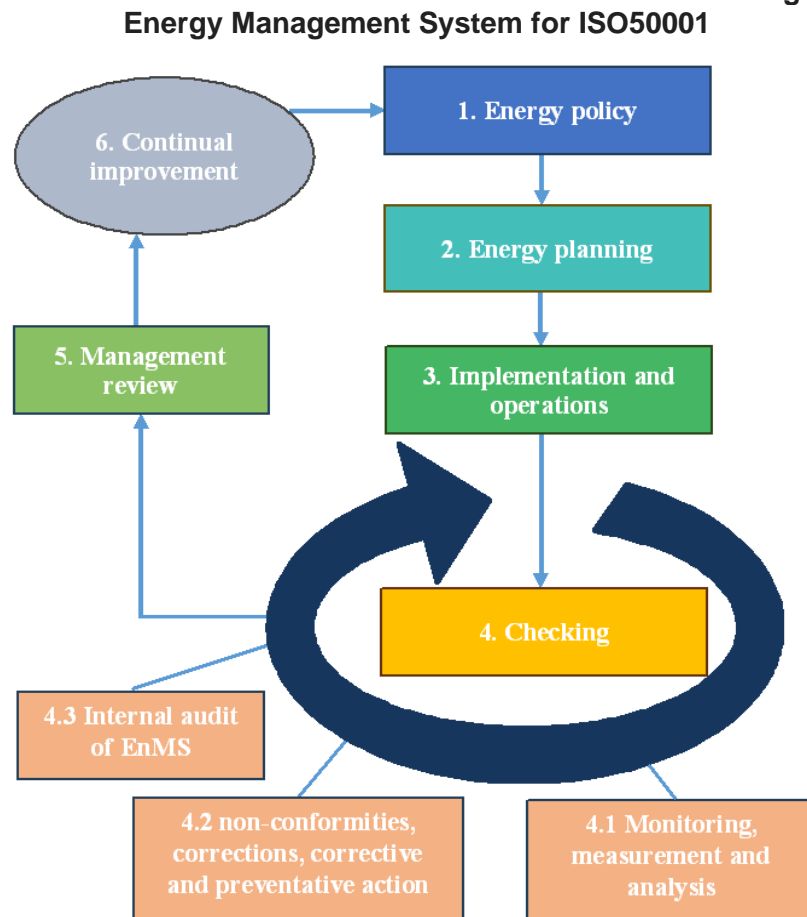 Energy Management System for ISO50001
6. Continual
improvement
1. Energy policy
2. Energy planning
5. Management
review
3. Implementation and
operations
4. Checking
4.3 Internal audit
of EnMS
4.2 non-conformities,
corrections, corrective
and preventative action
4.1 Monitoring,
measurement and
analysis